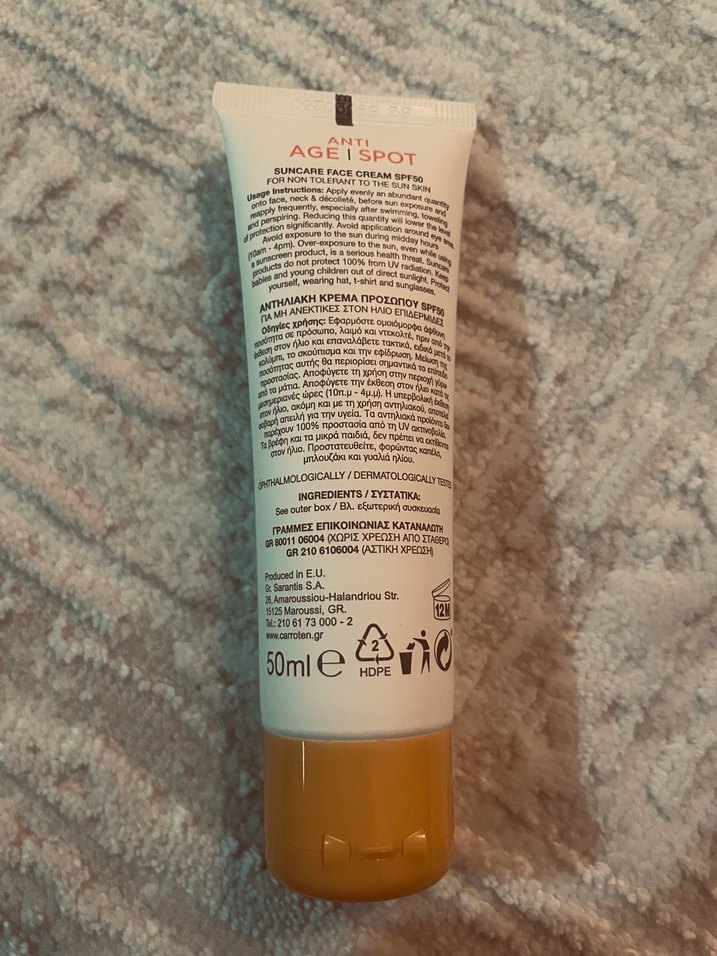 ANTI
AGE | SPOT
SUNCARE FACE CREAM SPF50
FOR NON TOLERANT TO THE SUN SKIN
Usage Instructions: Apply evenly an abundant quantity
onto face, neck & décolleté, before sun exposure and
reapply frequently, especially after swimming, toweling
and perspiring. Reducing this quantity will lower the level
of protection significantly. Avoid application around eye area.
Avoid exposure to the sun during midday hours
(10am - 4pm). Over-exposure to the sun, even while using
a sunscreen product, is a serious health threat. Suncare
products do not protect 100% from UV radiation. Keep
babies and young children out of direct sunlight. Protect
yourself, wearing hat, t-shirt and sunglasses.
ΑΝΤΗΛΙΑΚΗ ΚΡΕΜΑ ΠΡΟΣΩΠΟΥ SPF50
ΓΙΑ ΜΗ ΑΝΕΚΤΙΚΕΣ ΣΤΟΝ ΗΛΙΟ ΕΠΙΔΕΡΜΙΔΕΣ
Οδηγίες χρήσης: Εφαρμόστε ομοιόμορφα άφθονη
ποσότητα σε πρόσωπο, λαιμό και ντεκολτέ, πριν από την
έκθεση στον ήλιο και επαναλάβετε τακτικά, ειδικά μετά το
κολύμπι, το σκούπισμα και την εφίδρωση. Μείωση της
ποσότητας αυτής θα περιορίσει σημαντικά το επίπεδο
προστασίας. Αποφύγετε τη χρήση στην περιοχή γύρω
από τα μάτια. Αποφύγετε την έκθεση στον ήλιο κατά τις
μεσημεριανές ώρες (10π.μ - 4μ.μ). Η υπερβολική έκθεση
στον ήλιο, ακόμη και με τη χρήση αντηλιακού, αποτελεί
σοβαρή απειλή για την υγεία. Τα αντηλιακά προϊόντα δεν
παρέχουν 100% προστασία από τη UV ακτινοβολία.
Τα βρέφη και τα μικρά παιδιά, δεν πρέπει να εκτίθενται
στον ήλιο. Προστατευθείτε, φορώντας καπέλο,
μπλουζάκι και γυαλιά ηλίου.
OPHTHALMOLOGICALLY / DERMATOLOGICALLY TESTED
INGREDIENTS / ΣΥΣΤΑΤΙΚΑ:
See outer box / Βλ. εξωτερική συσκευασία
ΓΡΑΜΜΕΣ ΕΠΙΚΟΙΝΩΝΙΑΣ ΚΑΤΑΝΑΛΩΤΗ
GR 80011 06004 (ΧΩΡΙΣ ΧΡΕΩΣΗ ΑΠΟ ΣΤΑΘΕΡΟ)
GR 210 6106004 (ΑΣΤΙΚΗ ΧΡΕΩΣΗ)
Produced in E.U.
Gr. Sarantis S.A.
26, Amaroussiou-Halandriou Str.
15125 Maroussi, GR.
Tel.: 210 61 73 000 - 2
www.carroten.gr
12M
50ml e
2
HDPE